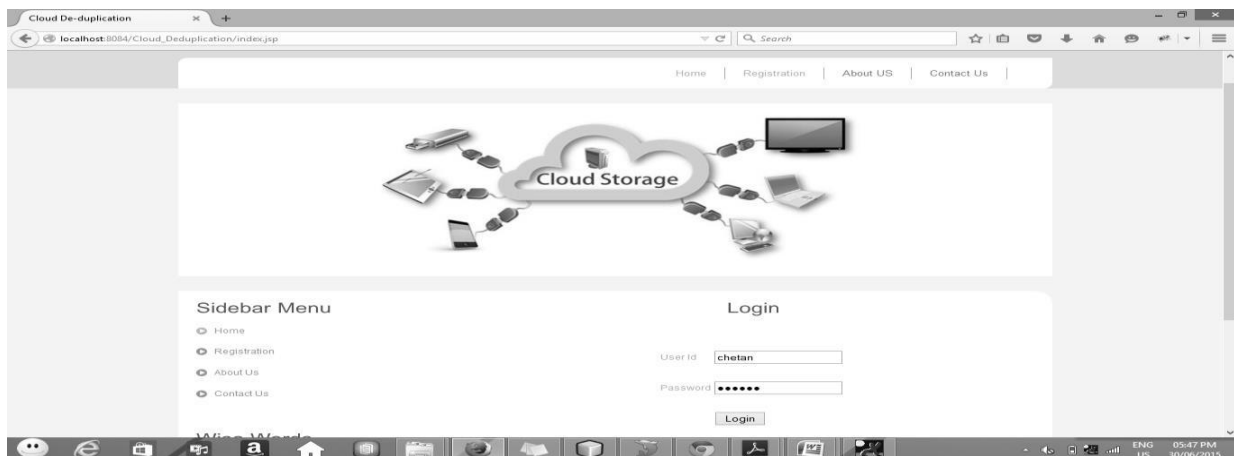 Cloud De-duplication
localhost:8084/Cloud_Deduplication/index.jsp
Search
Home | Registration | About US | Contact Us |
Cloud Storage
Sidebar Menu
Home
Registration
About Us
Contact Us
Wise Words
Login
User Id chetan
Password ●●●●●●
Login
ENG 05:47 PM
US 30/06/2015